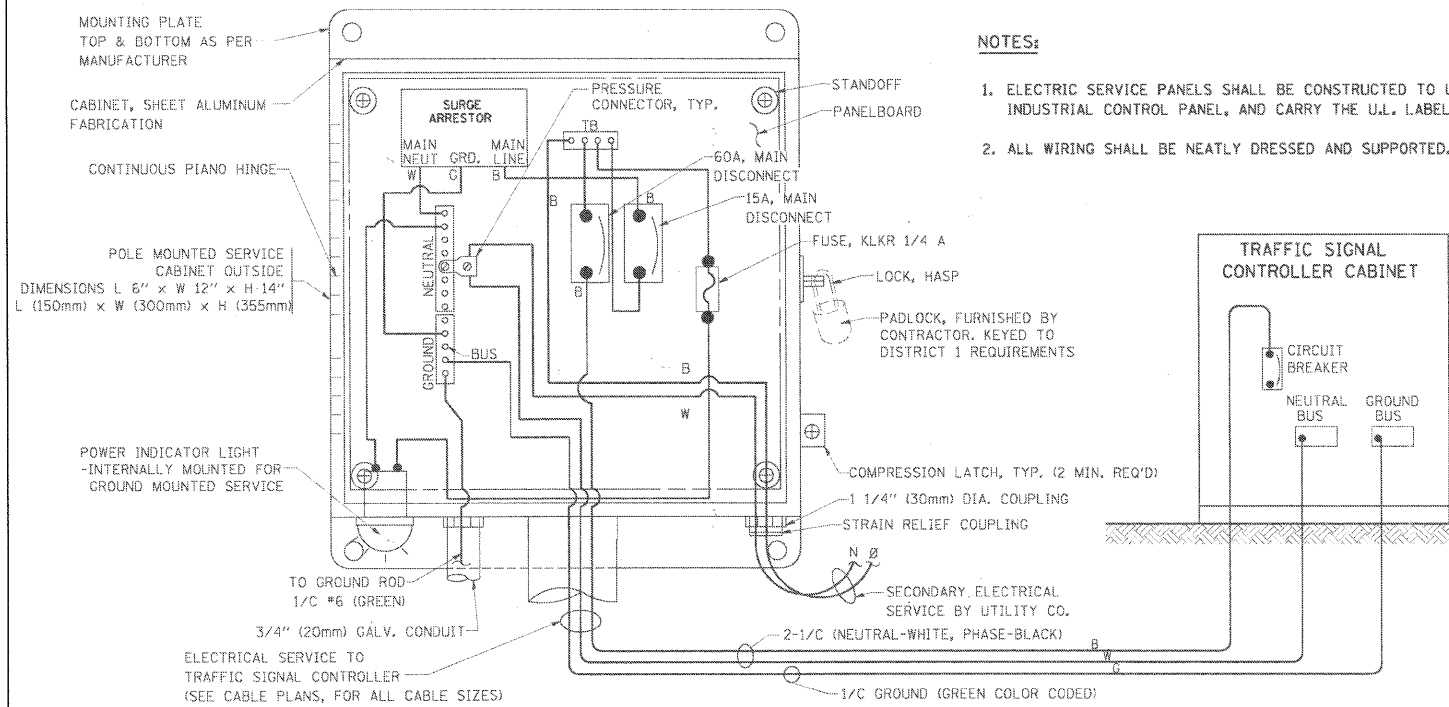 MOUNTING PLATE
TOP & BOTTOM AS PER
MANUFACTURER
CABINET, SHEET ALUMINUM
FABRICATION
CONTINUOUS PIANO HINGE
POLE MOUNTED SERVICE
CABINET OUTSIDE
DIMENSIONS L 6" x W 12" x H 14"
L (150mm) x W (300mm) x H (355mm)
POWER INDICATOR LIGHT
-INTERNALLY MOUNTED FOR
GROUND MOUNTED SERVICE
SURGE
ARRESTOR
MAIN
NEUT
GRD.
MAIN
LINE
W
G
B
PRESSURE
CONNECTOR, TYP.
TB
STANDOFF
PANELBOARD
60A, MAIN
DISCONNECT
15A, MAIN
DISCONNECT
B
B
B
FUSE, KLKR 1/4 A
NEUTRAL
GROUND
BUS
B
W
LOCK, HASP
PADLOCK, FURNISHED BY
CONTRACTOR. KEYED TO
DISTRICT 1 REQUIREMENTS
COMPRESSION LATCH, TYP. (2 MIN. REQ'D)
1 1/4" (30mm) DIA. COUPLING
STRAIN RELIEF COUPLING
N Ø
SECONDARY ELECTRICAL
SERVICE BY UTILITY CO.
TO GROUND ROD
1/C #6 (GREEN)
3/4" (20mm) GALV. CONDUIT
ELECTRICAL SERVICE TO
TRAFFIC SIGNAL CONTROLLER
(SEE CABLE PLANS, FOR ALL CABLE SIZES)
2-1/C (NEUTRAL-WHITE, PHASE-BLACK)
B
W
G
1/C GROUND (GREEN COLOR CODED)
NOTES:
1. ELECTRIC SERVICE PANELS SHALL BE CONSTRUCTED TO
INDUSTRIAL CONTROL PANEL, AND CARRY THE U.L. LABEL
2. ALL WIRING SHALL BE NEATLY DRESSED AND SUPPORTED.
TRAFFIC SIGNAL
CONTROLLER CABINET
CIRCUIT
BREAKER
NEUTRAL
BUS
GROUND
BUS